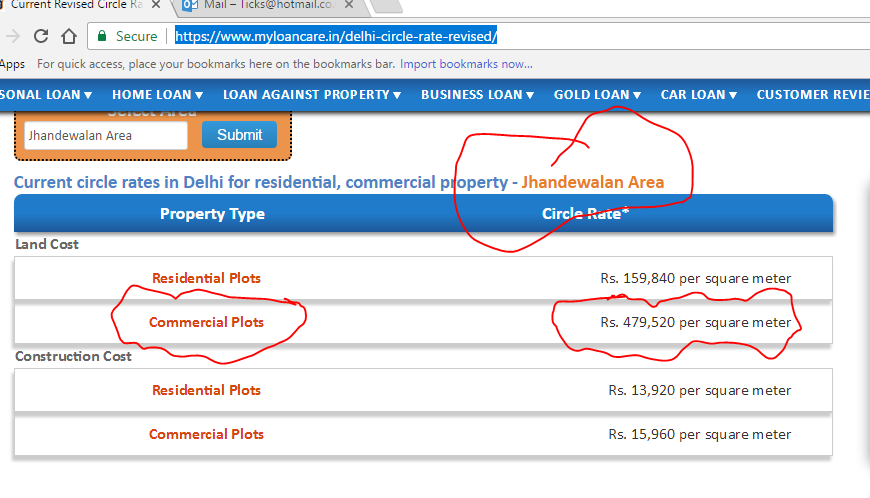 Current Revised Circle Ra
Mail – Ticks@hotmail.co
Secure https://www.myloancare.in/delhi-circle-rate-revised/
Apps For quick access, place your bookmarks here on the bookmarks bar. Import bookmarks now...
SONAL LOAN HOME LOAN LOAN AGAINST PROPERTY BUSINESS LOAN GOLD LOAN CAR LOAN CUSTOMER REVIE
Select Area
Jhandewalan Area Submit
Current circle rates in Delhi for residential, commercial property - Jhandewalan Area
Property Type Circle Rate*
Land Cost
Residential Plots Rs. 159,840 per square meter
Commercial Plots Rs. 479,520 per square meter
Construction Cost
Residential Plots Rs. 13,920 per square meter
Commercial Plots Rs. 15,960 per square meter